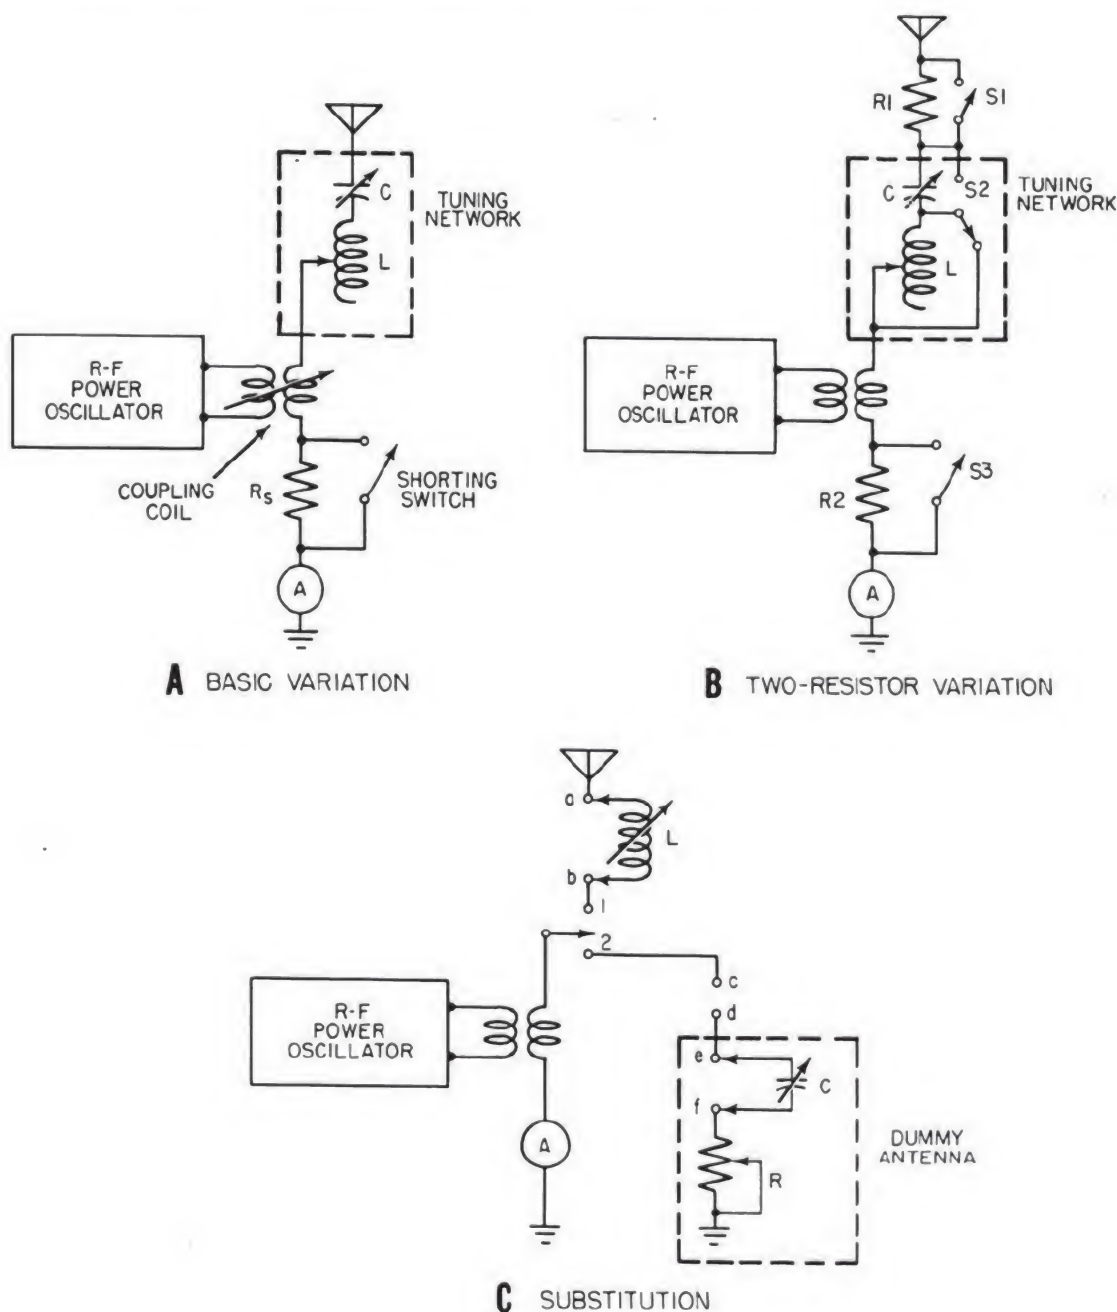 C
TUNING
NETWORK
L
R-F
POWER
OSCILLATOR
COUPLING
COIL
Rs
SHORTING
SWITCH
A
A BASIC VARIATION
R1
S1
C
S2
TUNING
NETWORK
L
R-F
POWER
OSCILLATOR
R2
S3
A
B TWO-RESISTOR VARIATION
a
L
b
1
2
c
d
R-F
POWER
OSCILLATOR
e
C
f
A
R
DUMMY
ANTENNA
C SUBSTITUTION